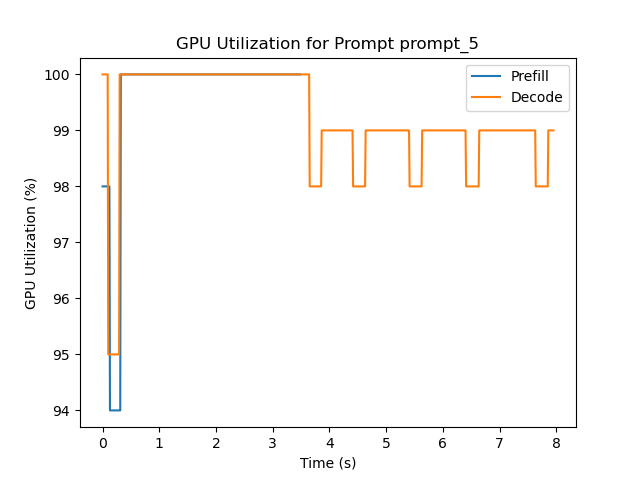 GPU Utilization for Prompt prompt_5
Prefill
Decode
GPU Utilization (%)
100
99
98
97
96
95
94
0 1 2 3 4 5 6 7 8
Time (s)